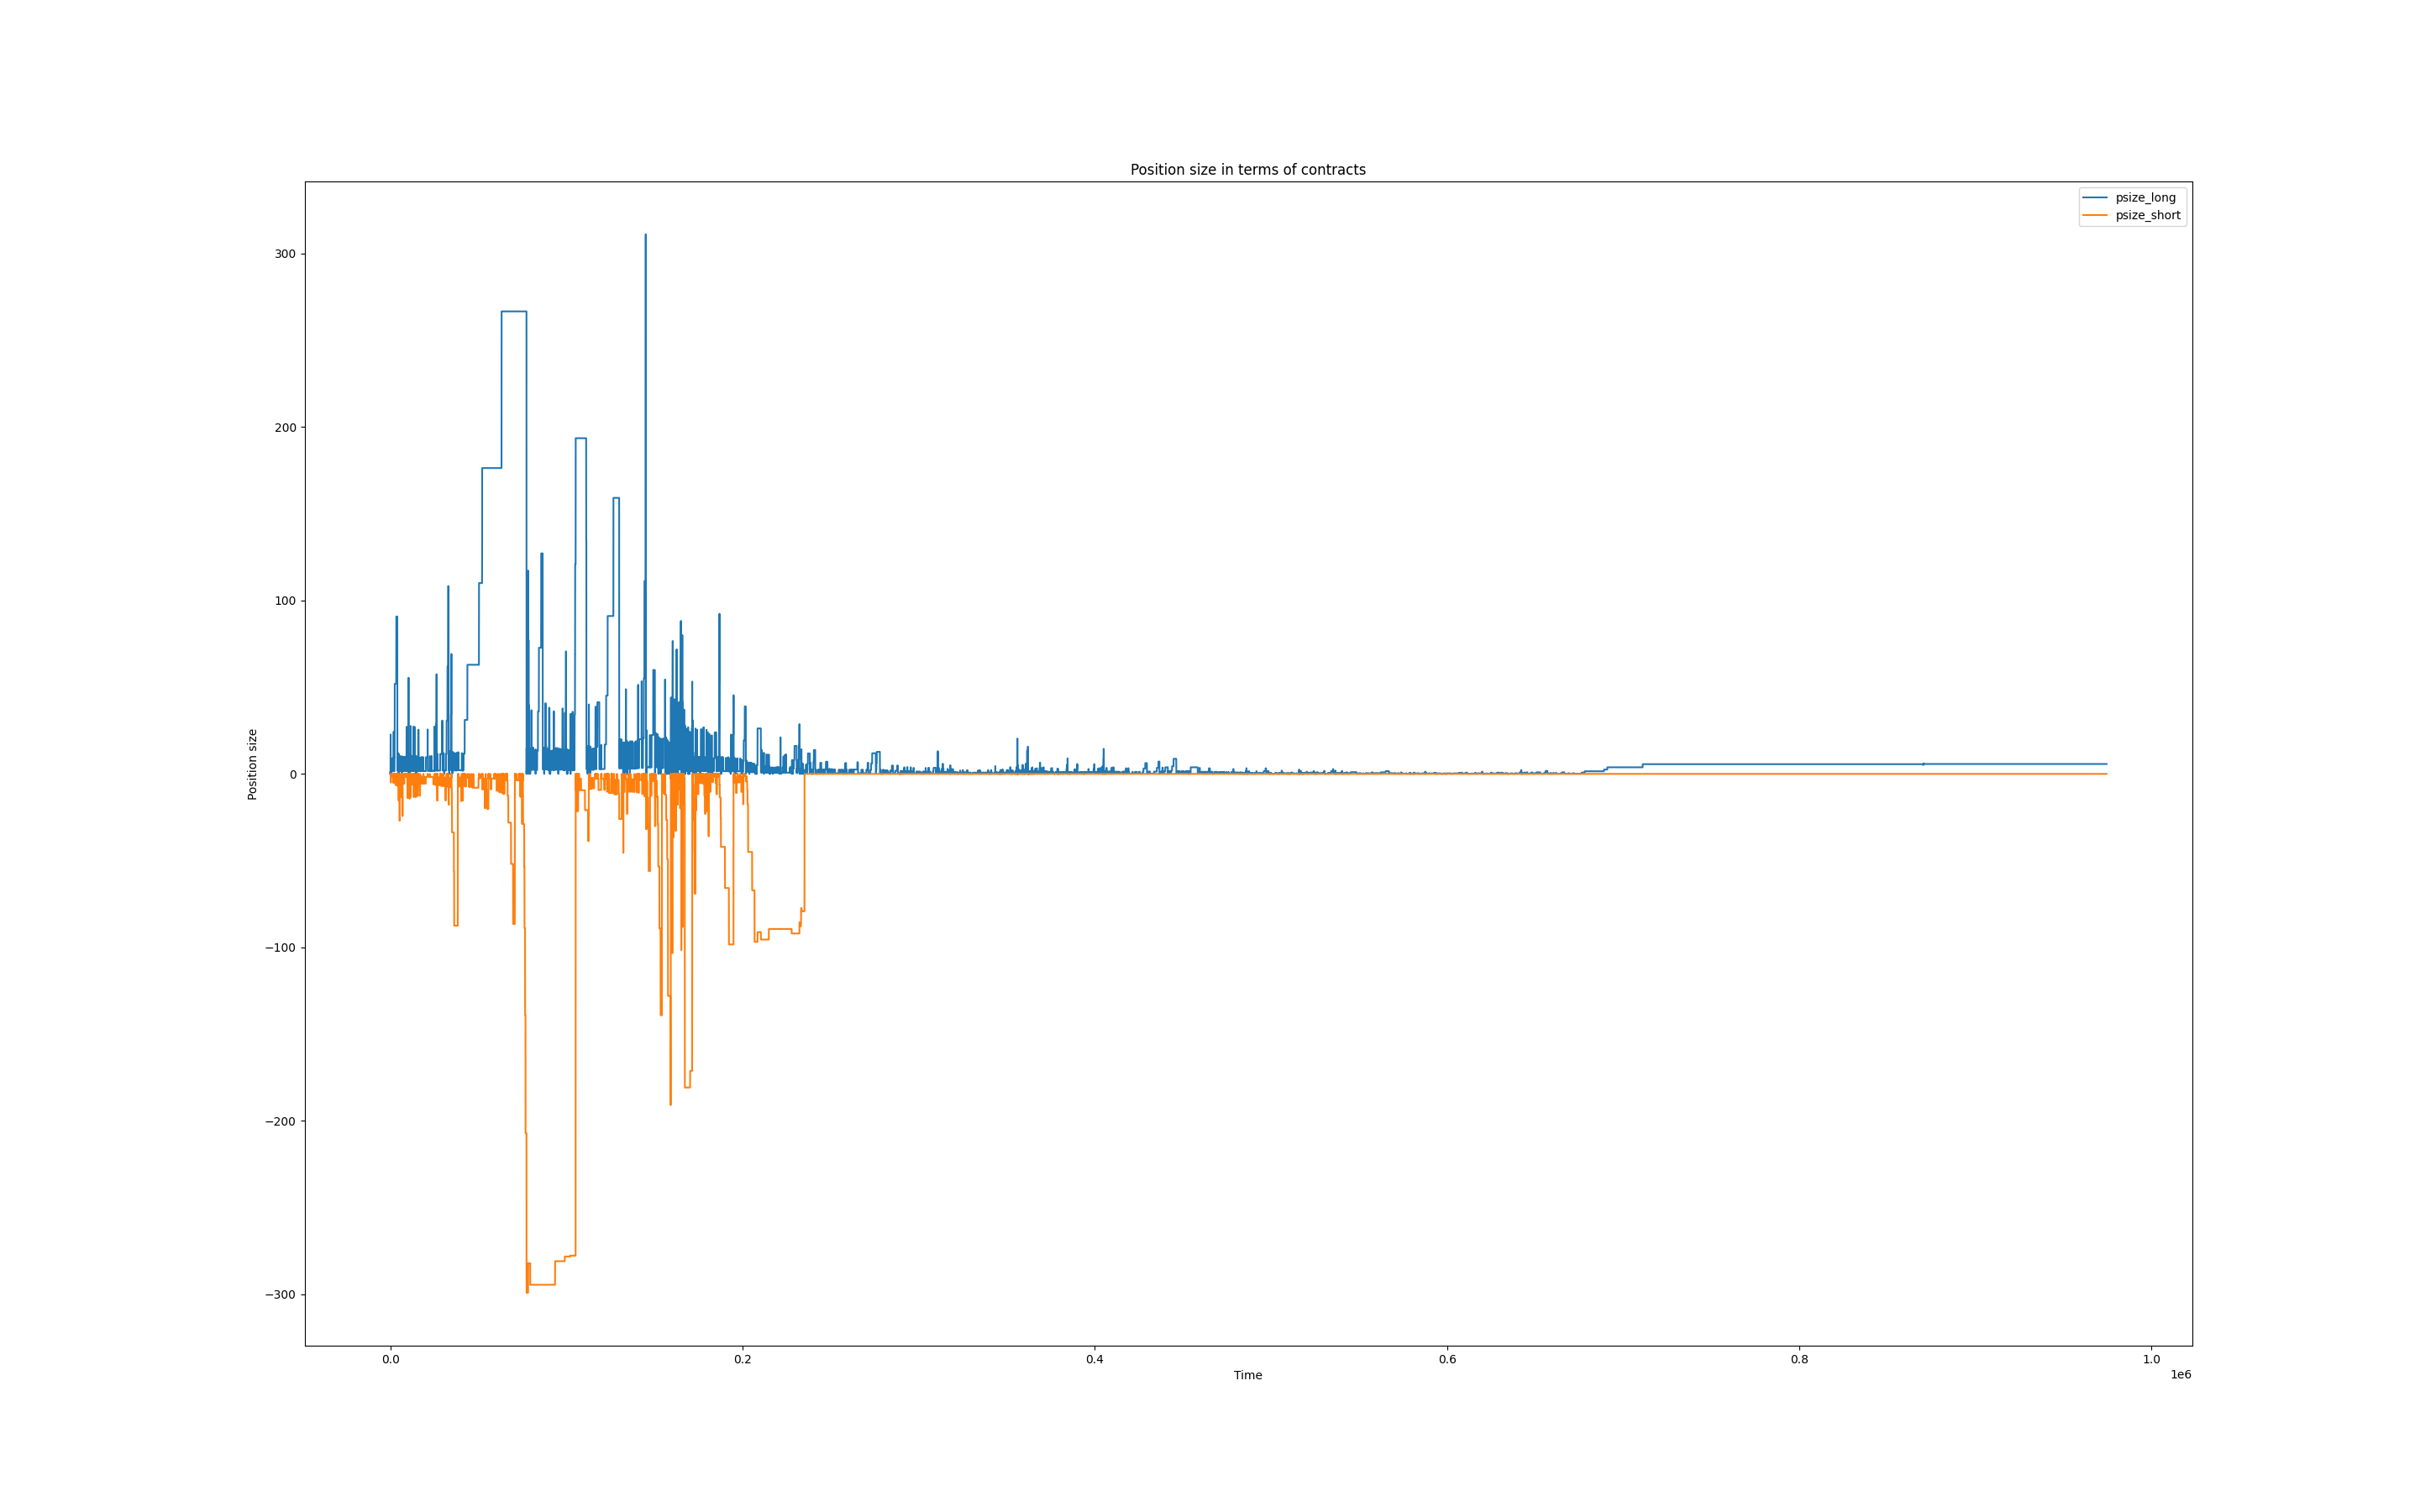 Position size in terms of contracts
psize_long
psize_short
Position size
300
200
100
0
−100
−200
−300
0.0
0.2
0.4
0.6
0.8
1.0
1e6
Time